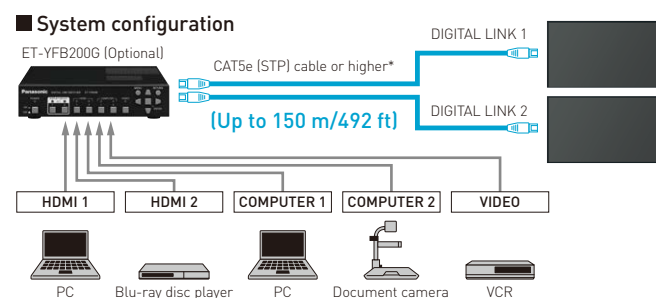 ■ System configuration
DIGITAL LINK 1
ET-YFB200G (Optional)
CAT5e (STP) cable or higher*
Panasonic
DIGITAL LINK 2
(Up to 150 m/492 ft)
HDMI 1
HDMI 2
COMPUTER 1
COMPUTER 2
VIDEO
PC
Blu-ray disc player
PC
Document camera
VCR